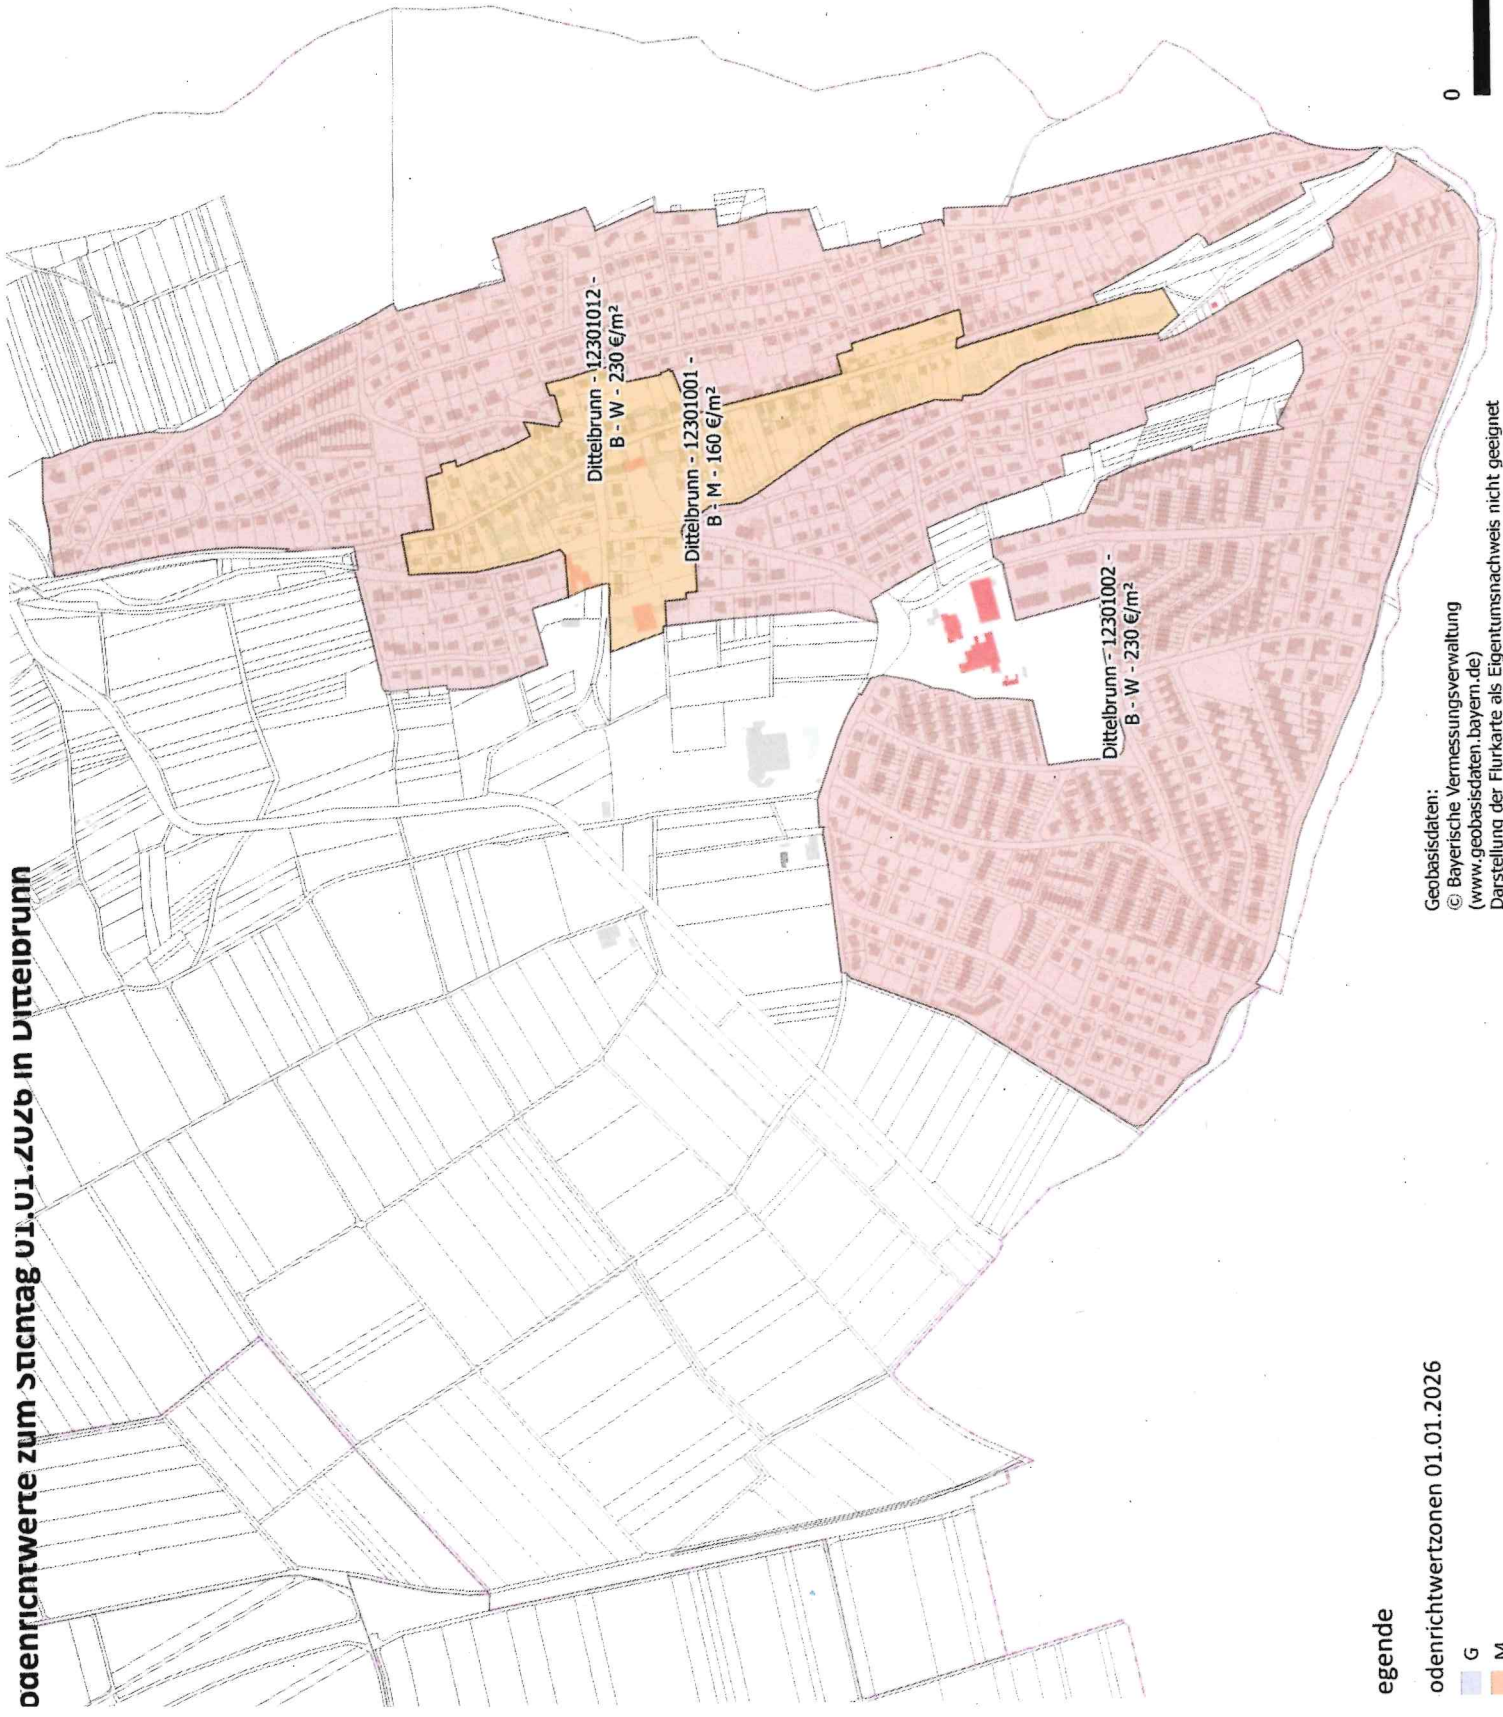 odenrichtwerte zum Stichtag 01.01.2026 in Dittelbrunn
Dittelbrunn - 12301012 -
B - W - 230 €/m²
Dittelbrunn - 12301001 -
B - M - 160 €/m²
Dittelbrunn - 12301002 -
B - W - 230 €/m²
0
Geobasisdaten:
© Bayerische Vermessungsverwaltung
(www.geobasisdaten.bayern.de)
Darstellung der Flurkarte als Eigentumsnachweis nicht geeignet
egende
odenrichtwertzonen 01.01.2026
G
M